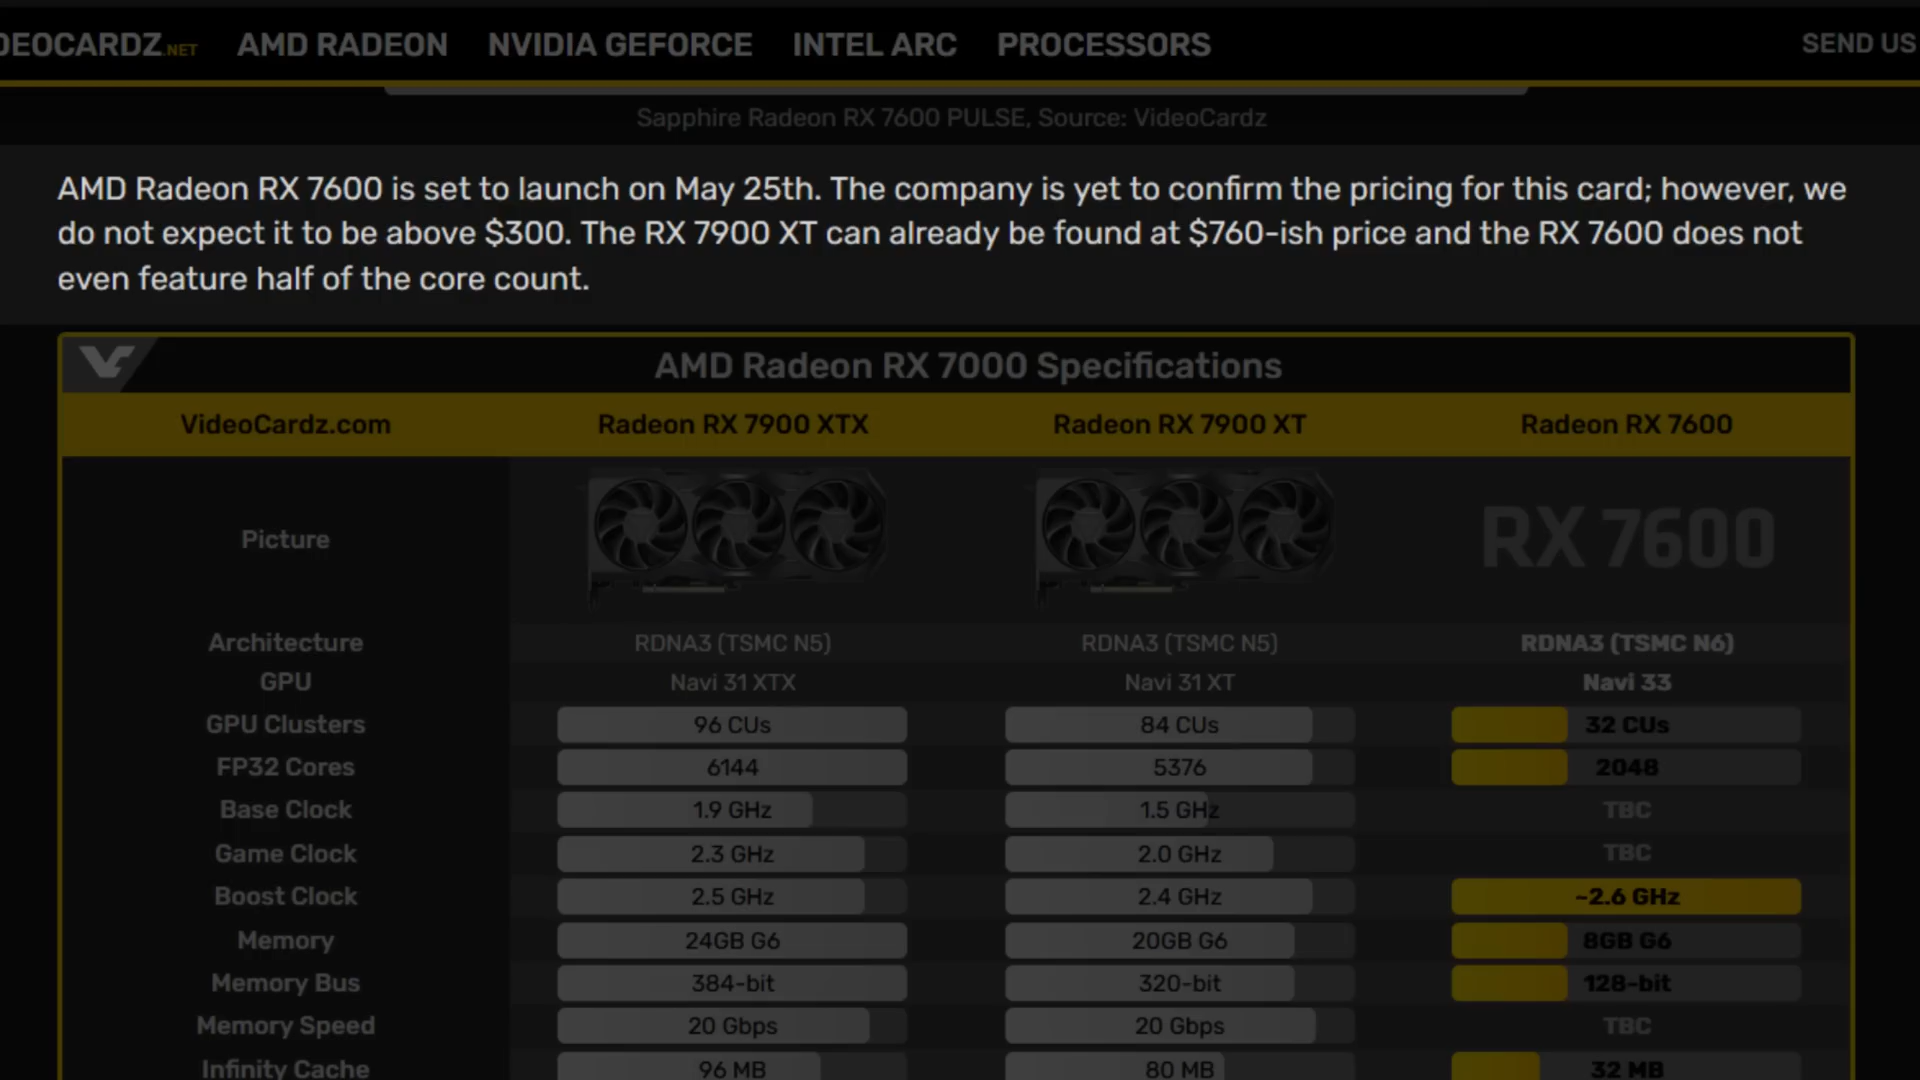 DEOCARDZ.NET AMD RADEON NVIDIA GEFORCE INTEL ARC PROCESSORS SEND US
Sapphire Radeon RX 7600 PULSE, Source: VideoCardz
AMD Radeon RX 7600 is set to launch on May 25th. The company is yet to confirm the pricing for this card; however, we
do not expect it to be above $300. The RX 7900 XT can already be found at $760-ish price and the RX 7600 does not
even feature half of the core count.
AMD Radeon RX 7000 Specifications
VideoCardz.com Radeon RX 7900 XTX Radeon RX 7900 XT Radeon RX 7600
Picture RX 7600
Architecture RDNA3 (TSMC N5) RDNA3 (TSMC N5) RDNA3 (TSMC N6)
GPU Navi 31 XTX Navi 31 XT Navi 33
GPU Clusters 96 CUs 84 CUs 32 CUs
FP32 Cores 6144 5376 2048
Base Clock 1.9 GHz 1.5 GHz TBC
Game Clock 2.3 GHz 2.0 GHz TBC
Boost Clock 2.5 GHz 2.4 GHz ~2.6 GHz
Memory 24GB G6 20GB G6 8GB G6
Memory Bus 384-bit 320-bit 128-bit
Memory Speed 20 Gbps 20 Gbps TBC
Infinity Cache 96 MB 80 MB 32 MB